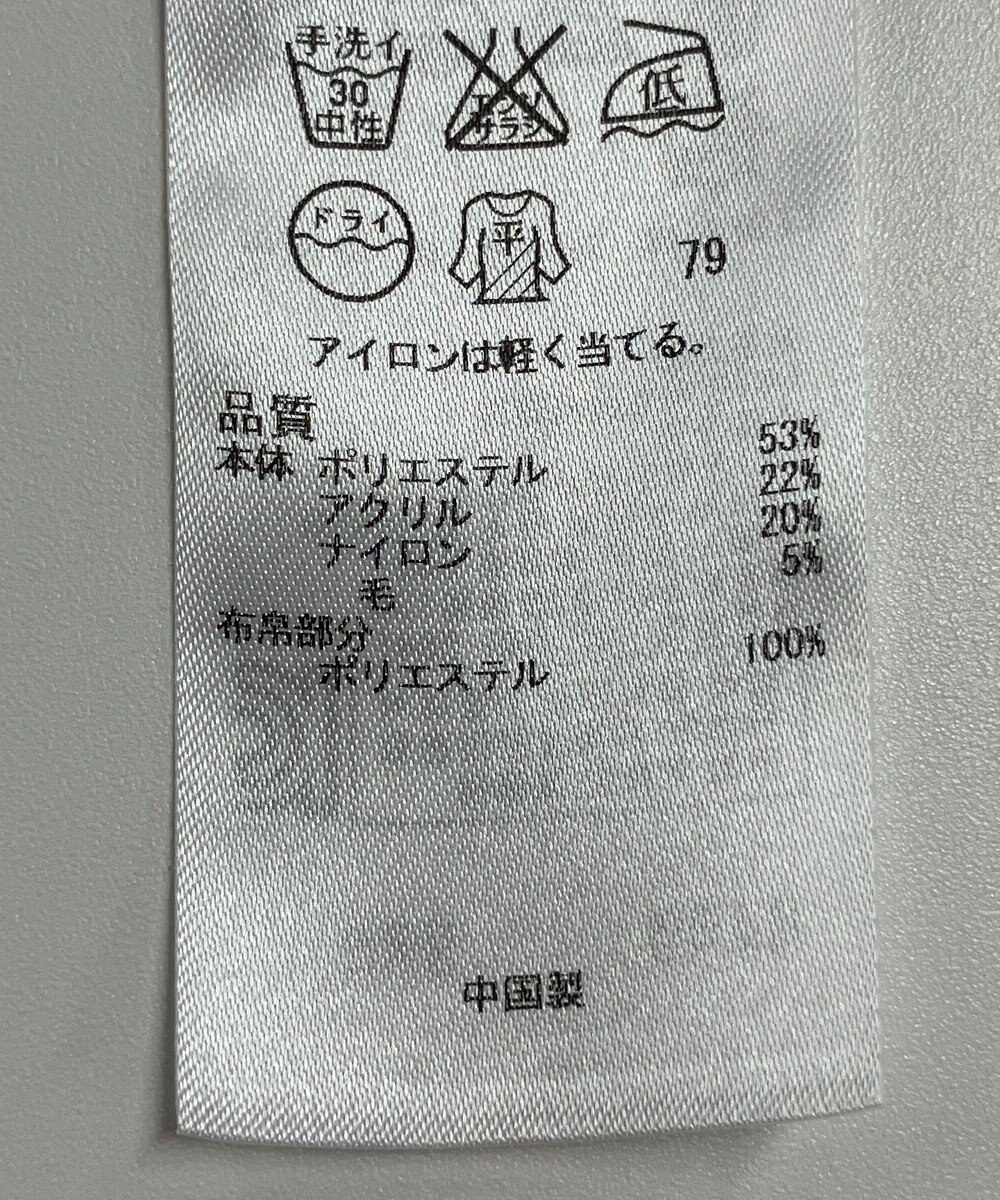 手洗イ
30
中性
エンソ
サラシ
低
ドライ
平
79
アイロンは軽く当てる。
品質
本体 ポリエステル 53%
アクリル 22%
ナイロン 20%
毛 5%
布帛部分
ポリエステル 100%
中国製